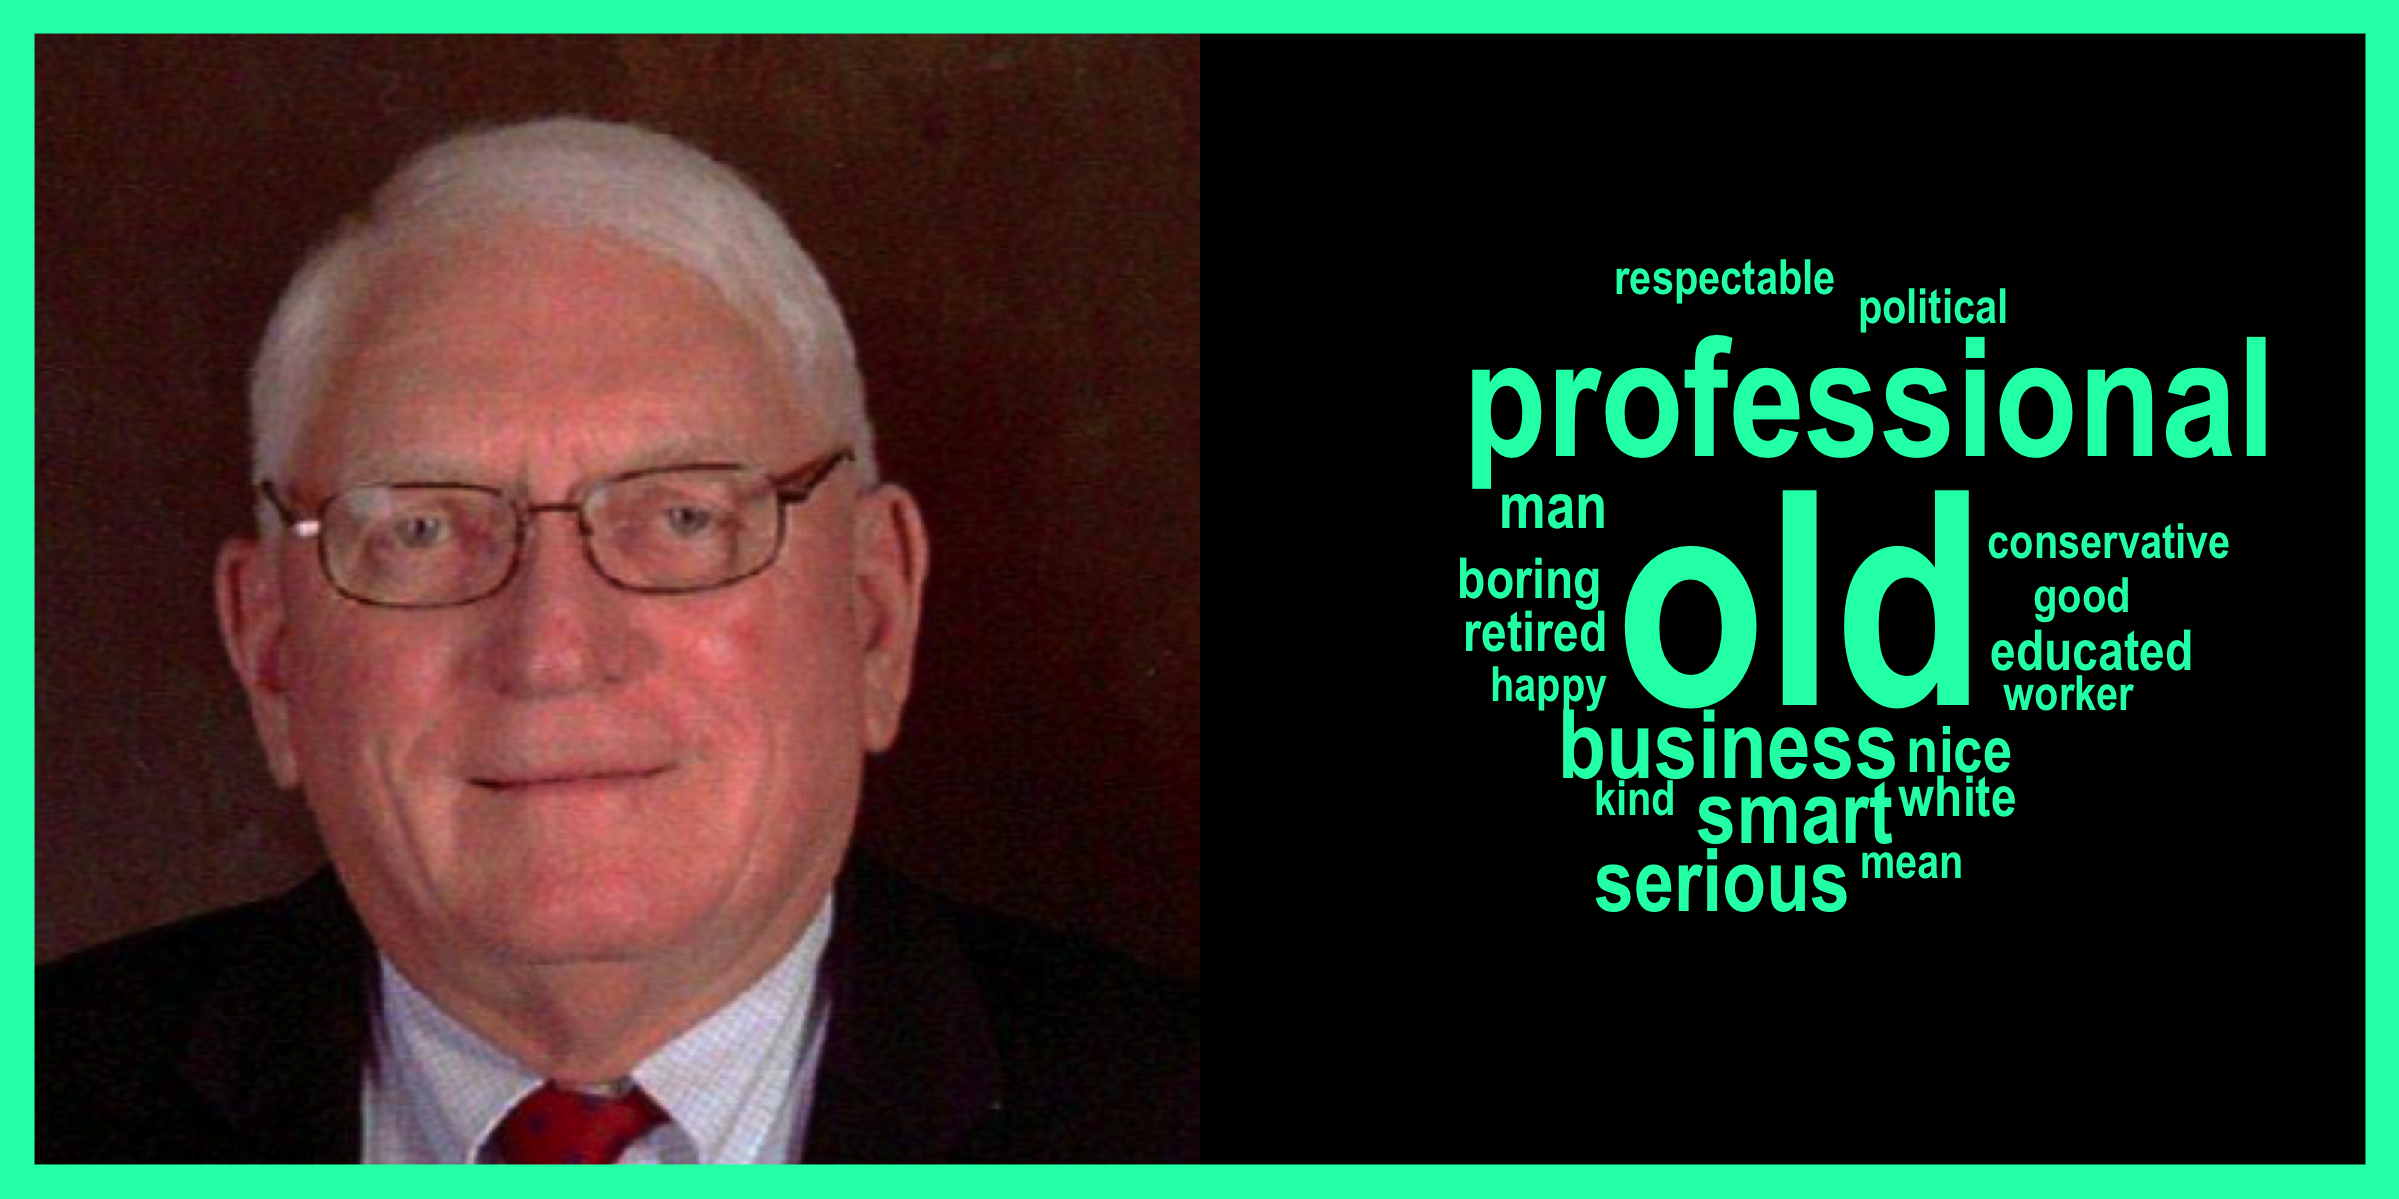 respectable
political
professional
man
old
conservative
boring
good
retired
educated
happy
worker
business
nice
kind
smart
white
serious
mean